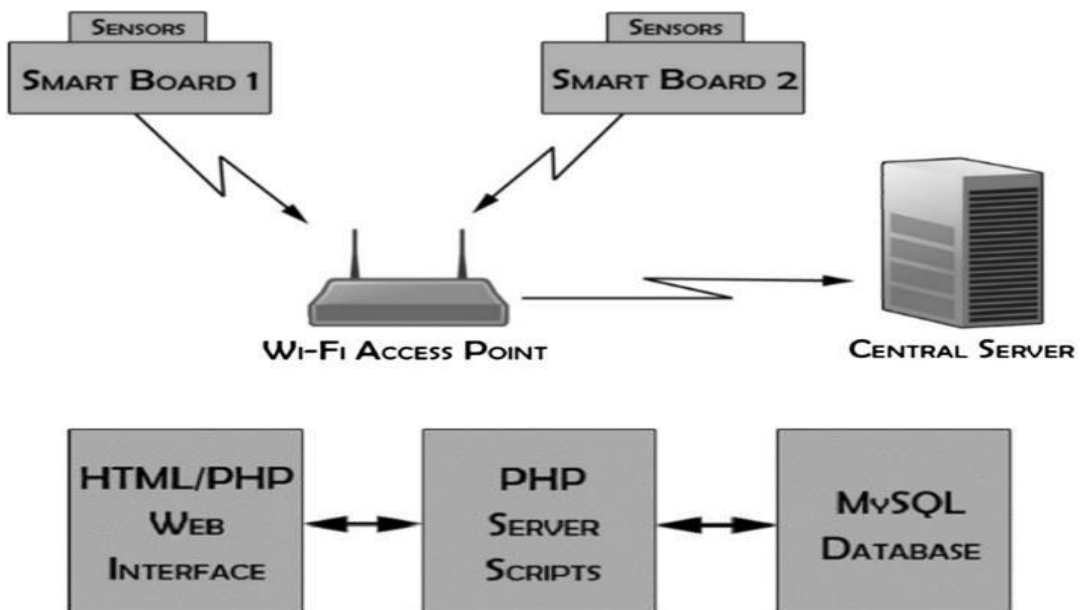 SENSORS
SMART BOARD 1
SENSORS
SMART BOARD 2
WI-FI ACCESS POINT
CENTRAL SERVER
HTML/PHP
WEB
INTERFACE
PHP
SERVER
SCRIPTS
MySQL
DATABASE